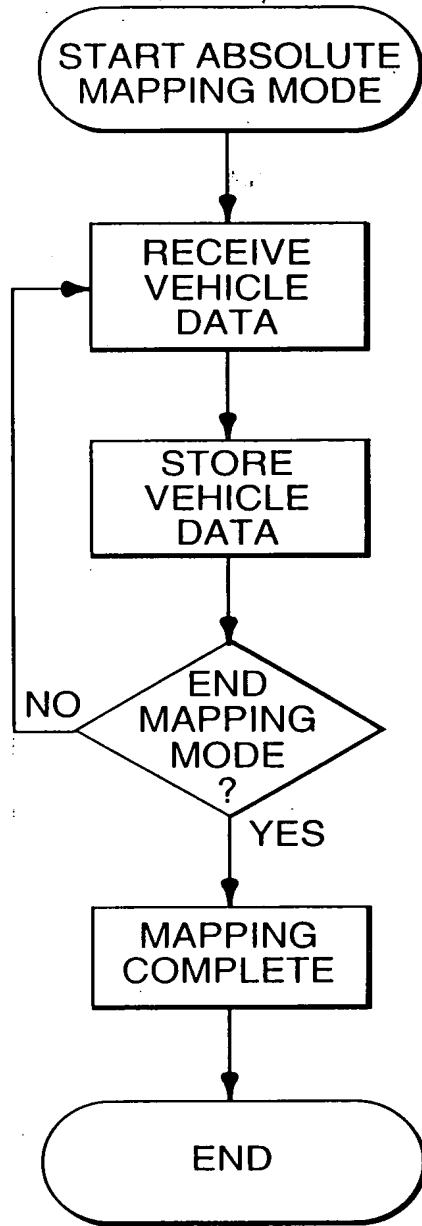 START ABSOLUTE
MAPPING MODE
RECEIVE
VEHICLE
DATA
STORE
VEHICLE
DATA
END
MAPPING
MODE
?
NO
YES
MAPPING
COMPLETE
END